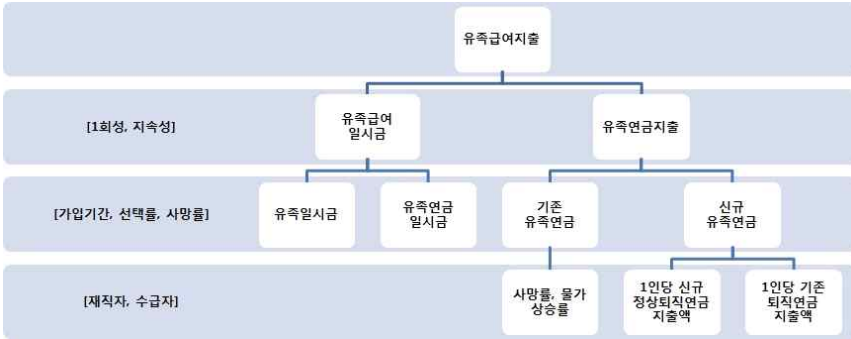 유족급여지출
[1회성, 지속성]
유족급여
일시금
유족연금지출
[가입기간, 선택률, 사망률]
유족일시금
유족연금
일시금
기존
유족연금
신규
유족연금
[재직자, 수급자]
사망률, 물가
상승률
1인당 신규
정상퇴직연금
지출액
1인당 기존
퇴직연금
지출액